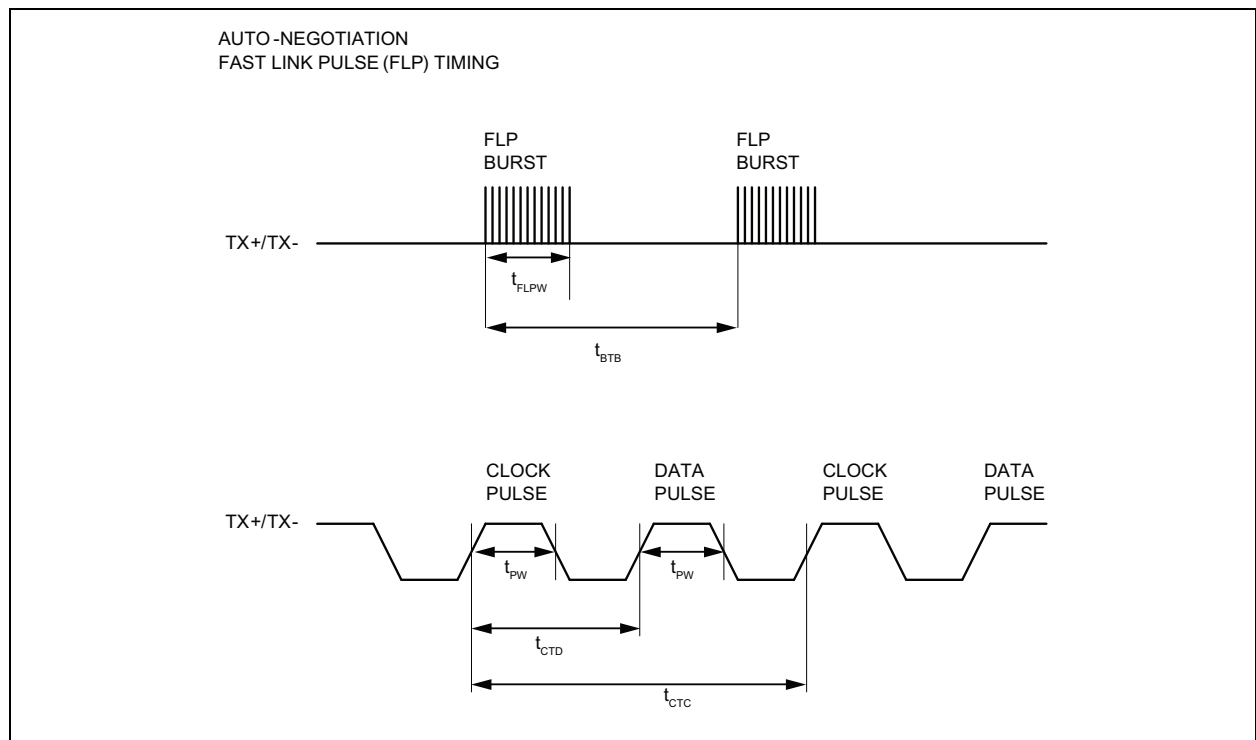 AUTO-NEGOTIATION
FAST LINK PULSE (FLP) TIMING
FLP
BURST
FLP
BURST
TX+/TX-
tFLPW
tBTB
CLOCK
PULSE
DATA
PULSE
CLOCK
PULSE
DATA
PULSE
TX+/TX-
tPW
tPW
tCTD
tCTC